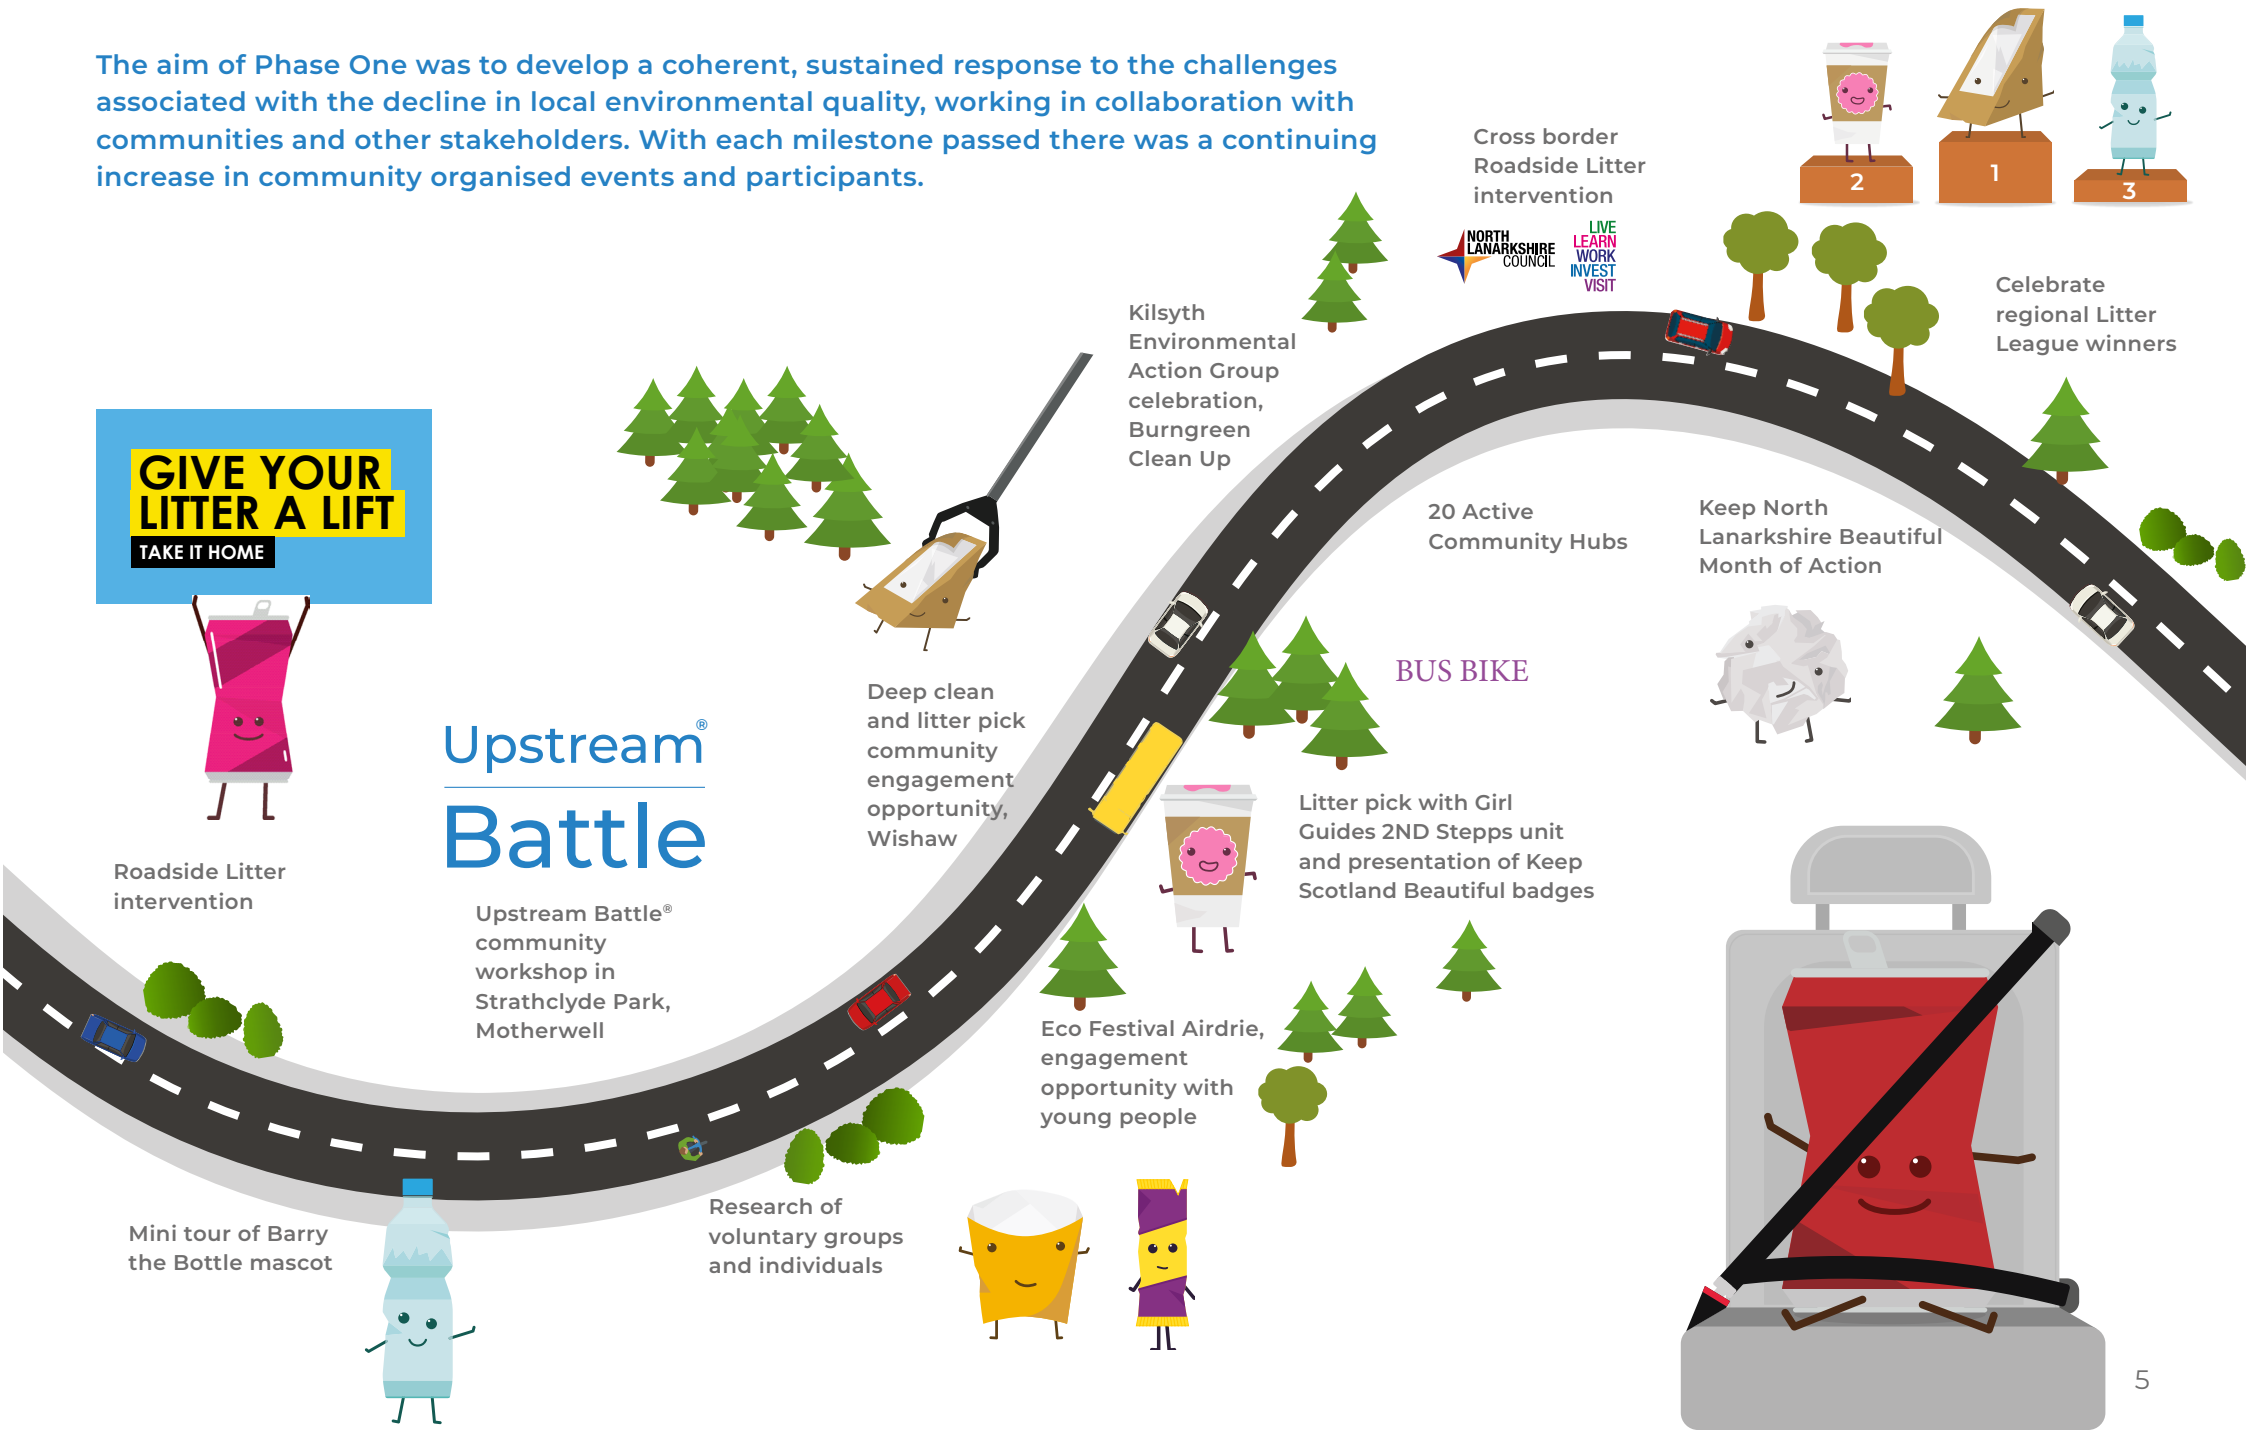 The aim of Phase One was to develop a coherent, sustained response to the challenges
associated with the decline in local environmental quality, working in collaboration with
communities and other stakeholders. With each milestone passed there was a continuing
increase in community organised events and participants.
2
1
3
Cross border
Roadside Litter
intervention
NORTH
LANARKSHIRE
COUNCIL
LIVE
LEARN
WORK
INVEST
VISIT
Celebrate
regional Litter
League winners
Kilsyth
Environmental
Action Group
celebration,
Burngreen
Clean Up
GIVE YOUR
LITTER A LIFT
TAKE IT HOME
20 Active
Community Hubs
Keep North
Lanarkshire Beautiful
Month of Action
BUS BIKE
Deep clean
and litter pick
community
engagement
opportunity,
Wishaw
Upstream®
Battle
Litter pick with Girl
Guides 2ND Stepps unit
and presentation of Keep
Scotland Beautiful badges
Roadside Litter
intervention
Upstream Battle®
community
workshop in
Strathclyde Park,
Motherwell
Eco Festival Airdrie,
engagement
opportunity with
young people
Mini tour of Barry
the Bottle mascot
Research of
voluntary groups
and individuals
5